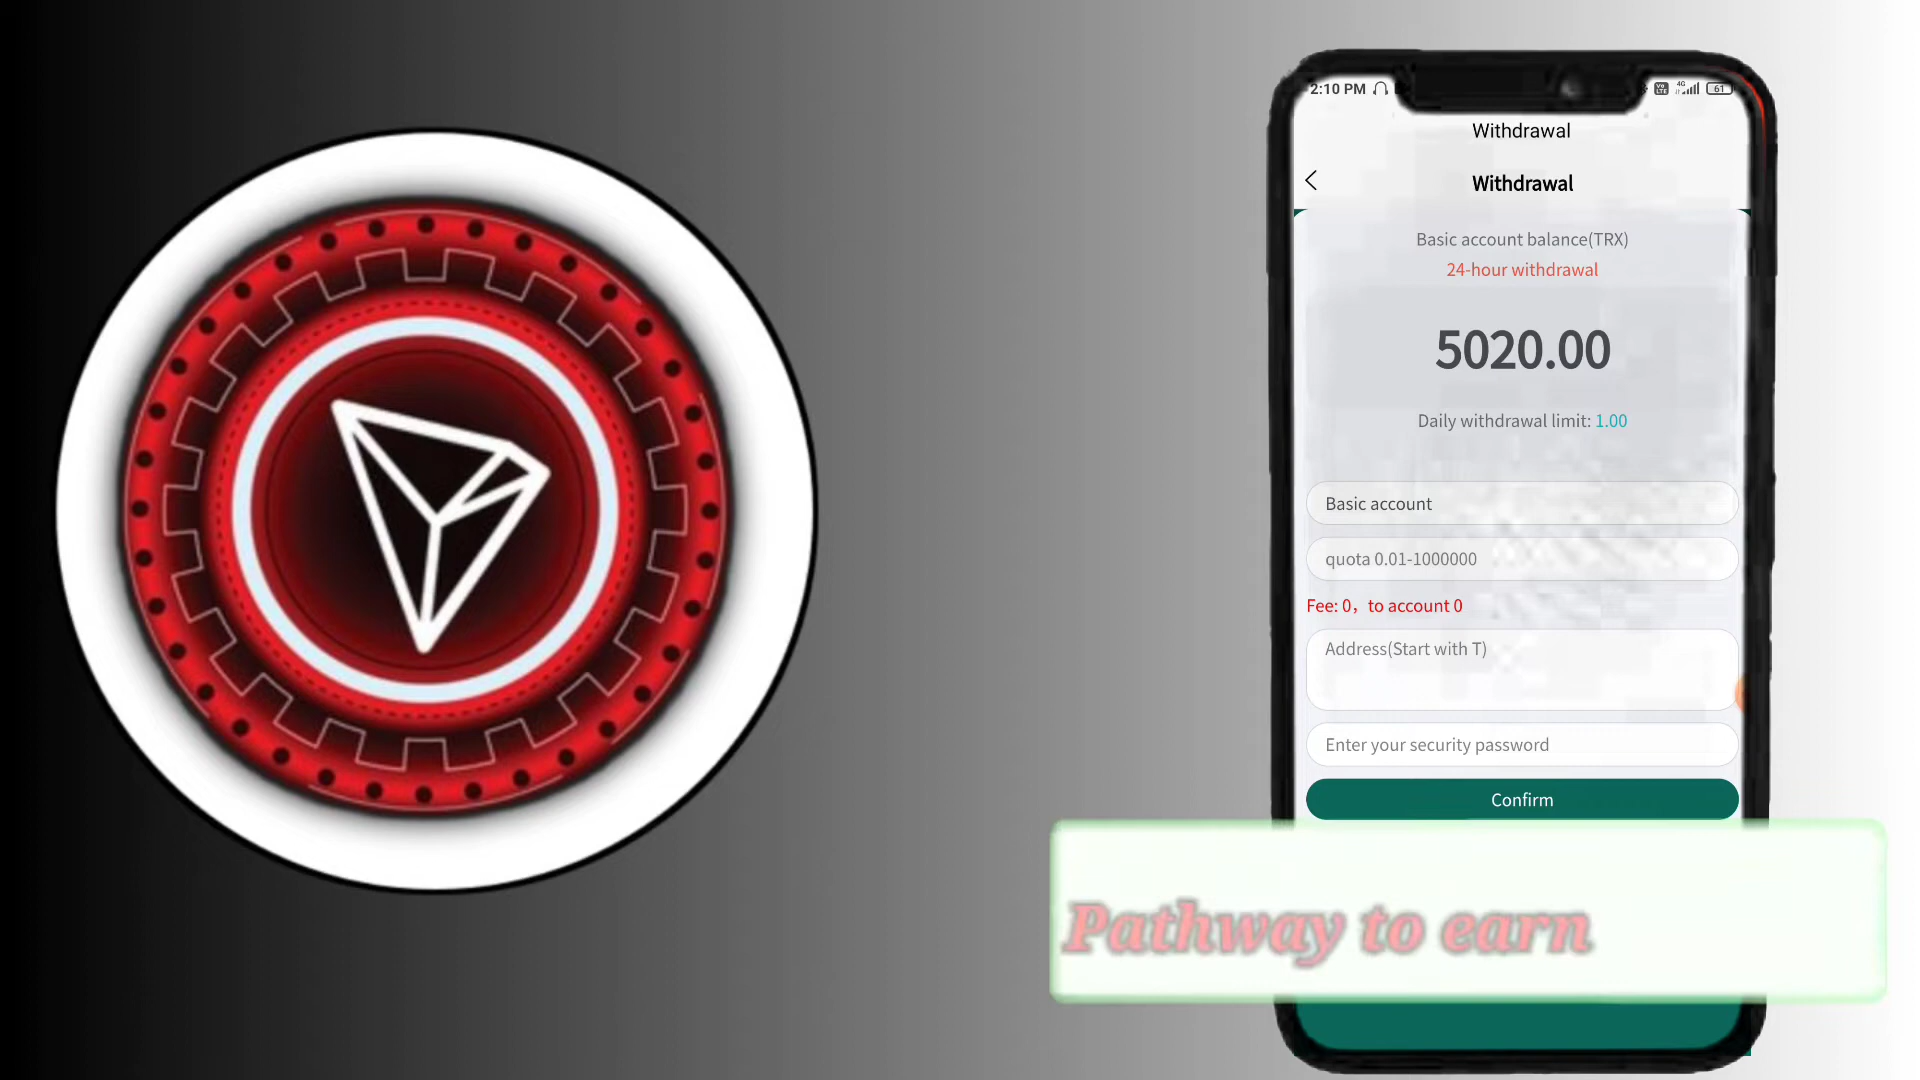 2:10 PM
4G
61
Withdrawal
Withdrawal
Basic account balance(TRX)
24-hour withdrawal
5020.00
Daily withdrawal limit: 1.00
Basic account
quota 0.01-1000000
Fee: 0，to account 0
Address(Start with T)
Enter your security password
Confirm
Pathway to earn